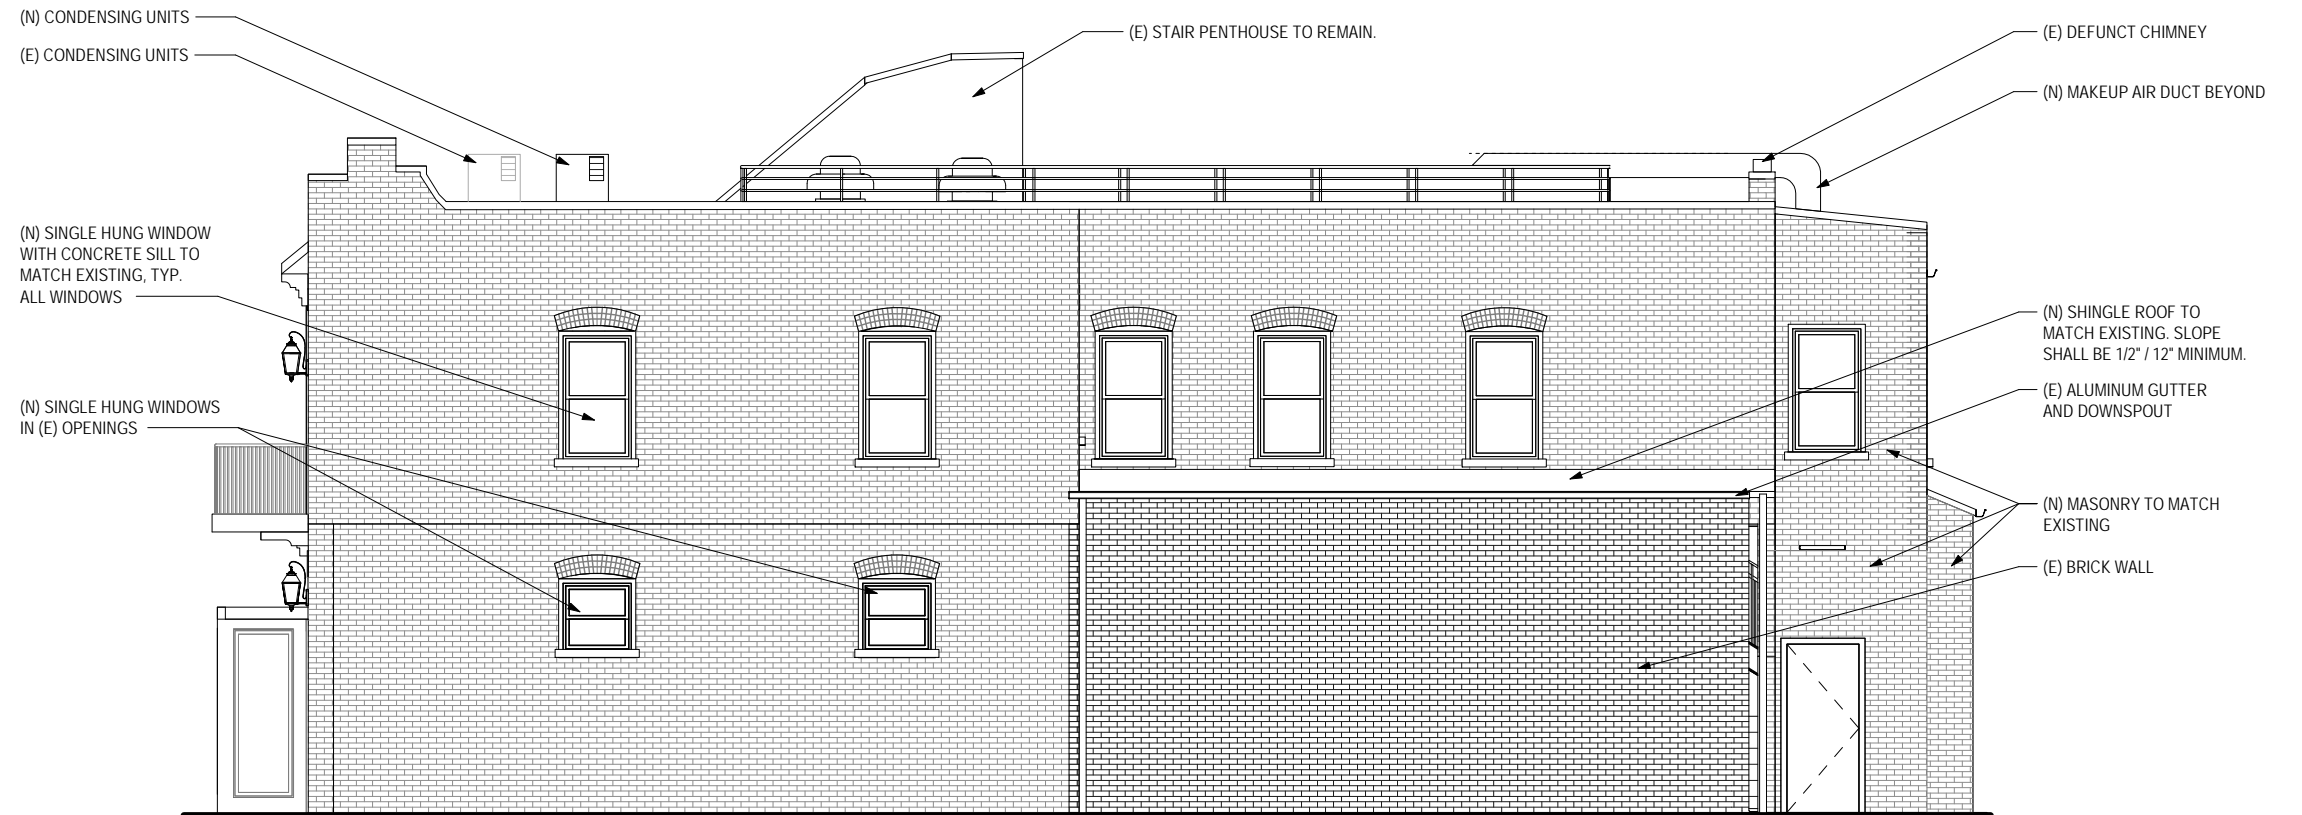 (N) CONDENSING UNITS
(E) CONDENSING UNITS
(N) SINGLE HUNG WINDOW
WITH CONCRETE SILL TO
MATCH EXISTING, TYP.
ALL WINDOWS
(N) SINGLE HUNG WINDOWS
IN (E) OPENINGS
(E) STAIR PENTHOUSE TO REMAIN.
(E) DEFUNCT CHIMNEY
(N) MAKEUP AIR DUCT BEYOND
(N) SHINGLE ROOF TO
MATCH EXISTING. SLOPE
SHALL BE 1/2" / 12" MINIMUM.
(E) ALUMINUM GUTTER
AND DOWNSPOUT
(N) MASONRY TO MATCH
EXISTING
(E) BRICK WALL